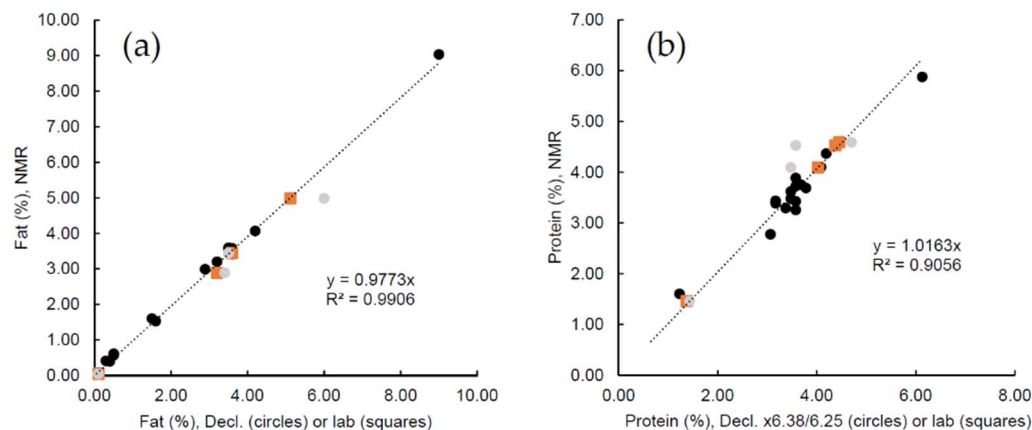 (a)
10.00
9.00
8.00
7.00
6.00
5.00
4.00
3.00
2.00
1.00
0.00
Fat (%), NMR
y = 0.9773x
R² = 0.9906
0.00 2.00 4.00 6.00 8.00 10.00
Fat (%), Decl. (circles) or lab (squares)
(b)
7.00
6.00
5.00
4.00
3.00
2.00
1.00
0.00
Protein (%), NMR
y = 1.0163x
R² = 0.9056
0.00 2.00 4.00 6.00 8.00
Protein (%), Decl. x6.38/6.25 (circles) or lab (squares)